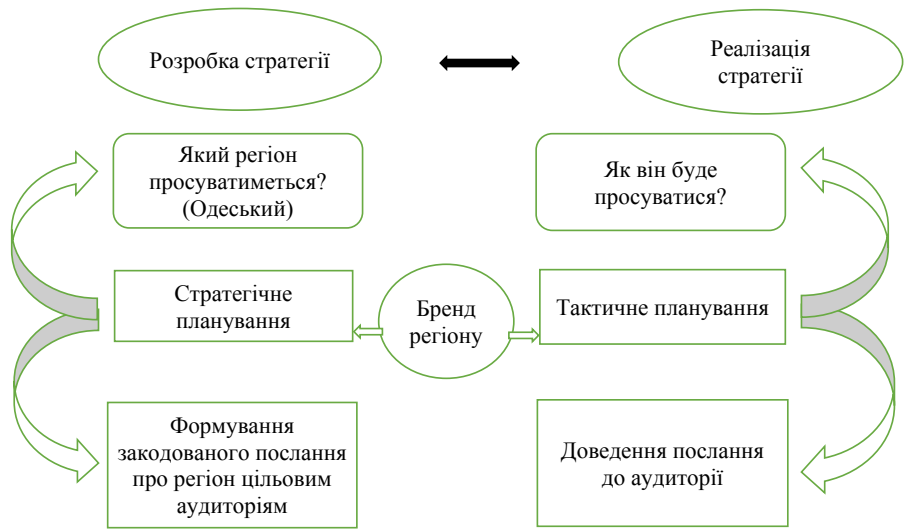 Розробка стратегії
Реалізація
стратегії
Який регіон
просуватиметься?
(Одеський)
Як він буде
просуватися?
Стратегічне
планування
Бренд
регіону
Тактичне планування
Формування
закодованого послання
про регіон цільовим
аудиторіям
Доведення послання
до аудиторії